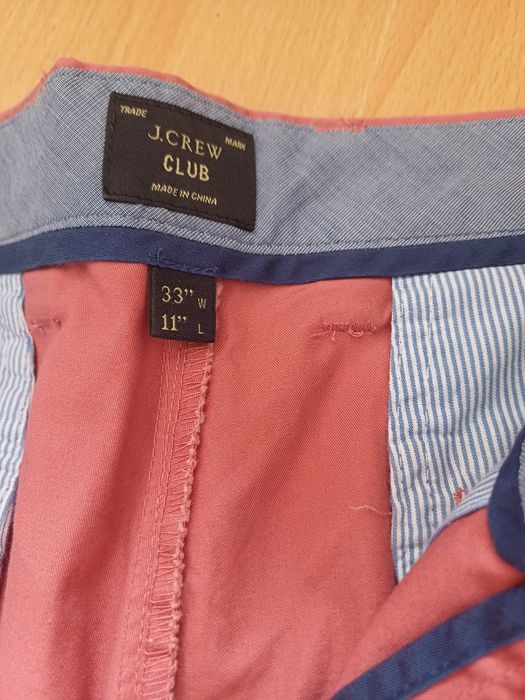 TRADE MARK
J.CREW
CLUB
MADE IN CHINA
33” W
11” L